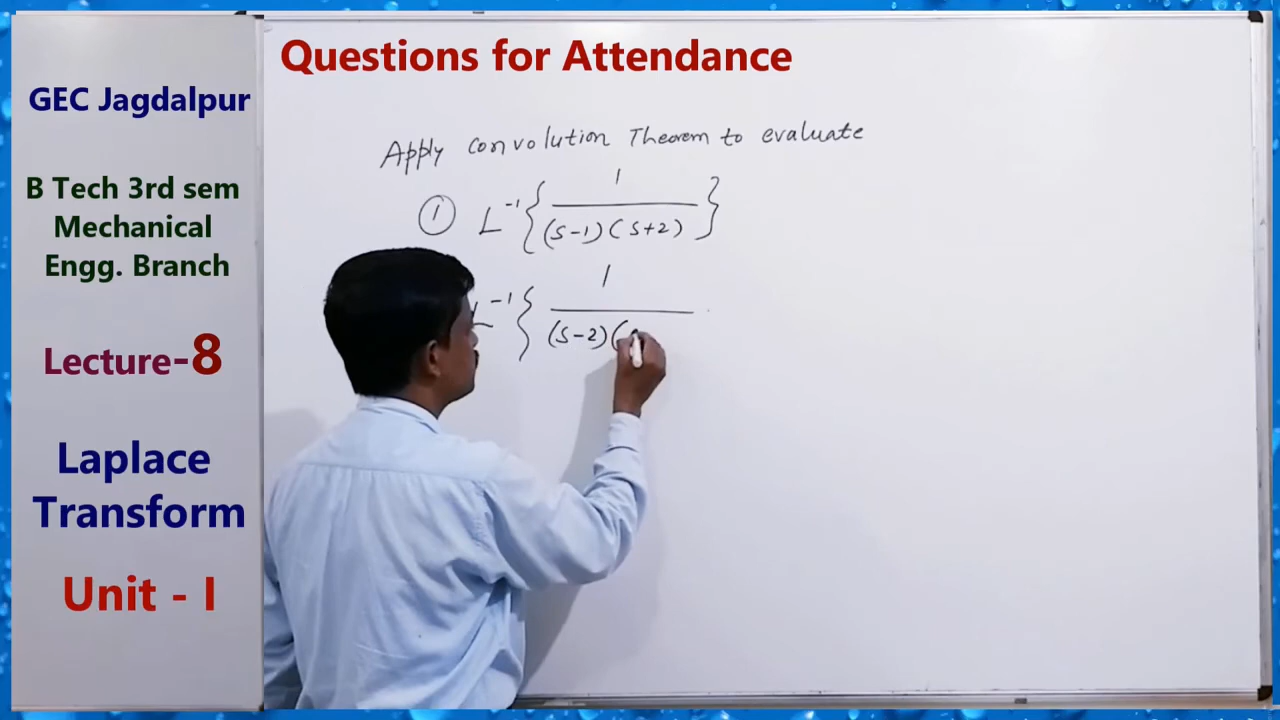 Questions for Attendance
GEC Jagdalpur
B Tech 3rd sem
Mechanical
Engg. Branch
Lecture-8
Laplace
Transform
Unit - I
Apply Convolution Theorem to evaluate
① L⁻¹{ 1
(s-1)(s+2) }
⁻¹{ 1
(s-2)(